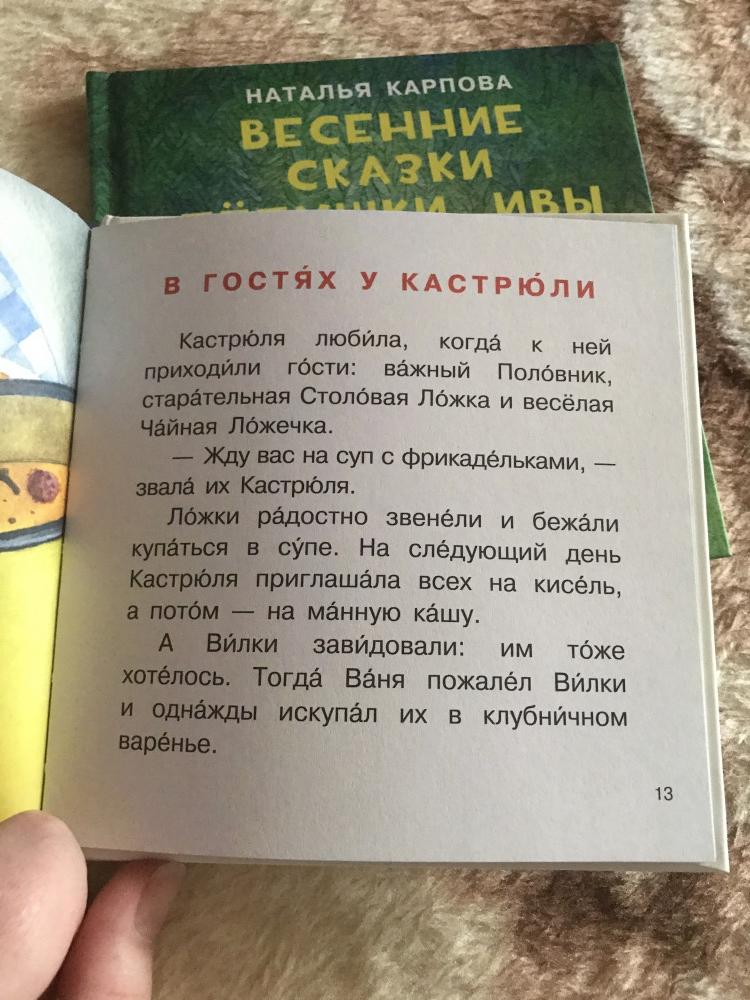 НАТАЛЬЯ КАРПОВА
ВЕСЕННИЕ
СКАЗКИ
ИВЫ
В ГОСТЯ́Х У КАСТРЮ́ЛИ
Кастрю́ля люби́ла, когда́ к ней
приходи́ли го́сти: ва́жный Поло́вник,
стара́тельная Столо́вая Ло́жка и весёлая
Ча́йная Ло́жечка.
— Жду вас на суп с фрикаде́льками, —
звала́ их Кастрю́ля.
Ло́жки ра́достно звене́ли и бежа́ли
купа́ться в су́пе. На сле́дующий день
Кастрю́ля приглаша́ла всех на кисе́ль,
а пото́м — на ма́нную ка́шу.
А Ви́лки зави́довали: им то́же
хоте́лось. Тогда́ Ва́ня пожале́л Ви́лки
и одна́жды искупа́л их в клубни́чном
варе́нье.
13